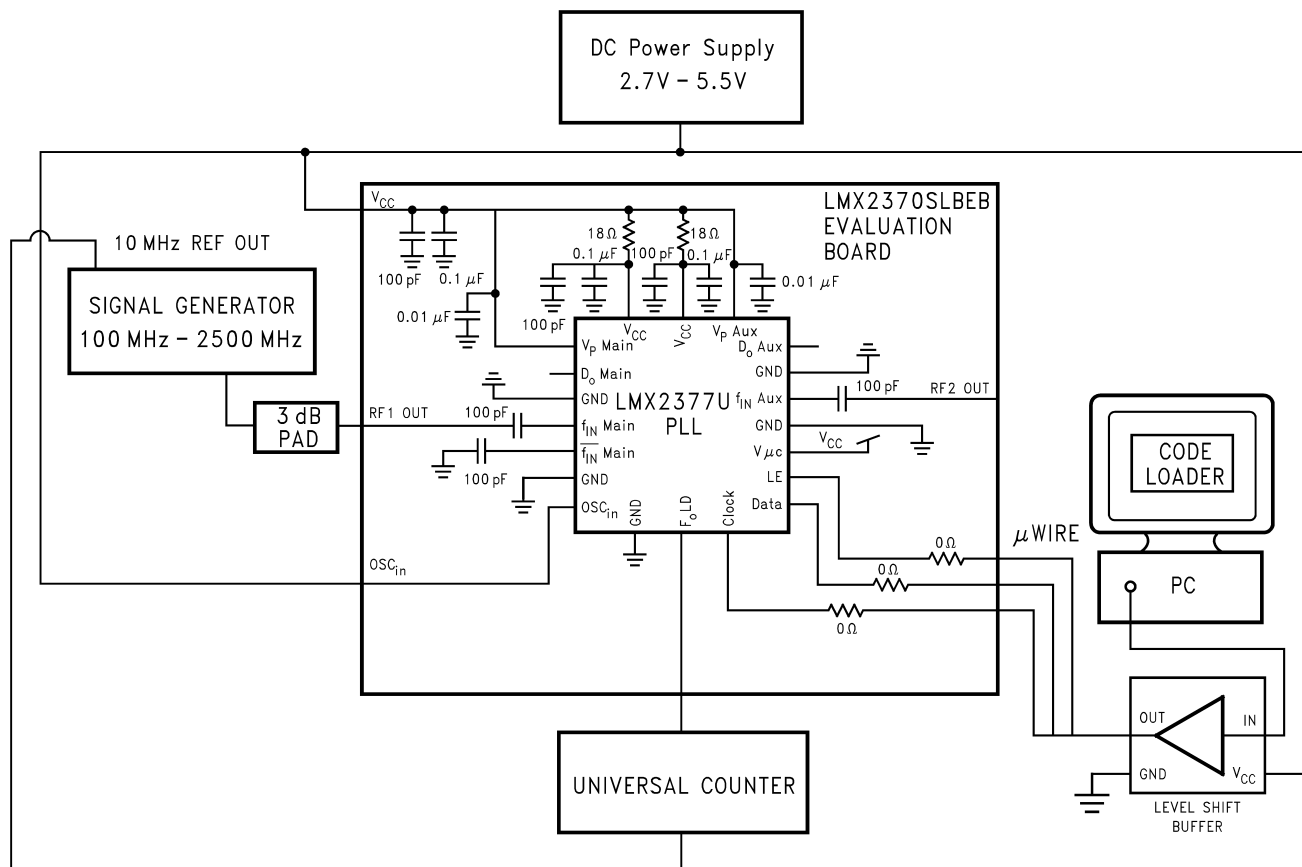 DC Power Supply
2.7V – 5.5V
V_CC
LMX2370SLBEB
EVALUATION
BOARD
10 MHz REF OUT
18Ω
18Ω
100 pF
0.1 μF
0.1 μF
100 pF
0.1 μF
0.01 μF
SIGNAL GENERATOR
100 MHz – 2500 MHz
0.01 μF
100 pF
V_CC
V_CC
V_P Aux
V_P Main
D_o Aux
D_o Main
GND
GND
LMX2377U
PLL
f_IN Aux
100 pF
RF2 OUT
3 dB
PAD
RF1 OUT
100 pF
f_IN Main
GND
V_CC
Vμc
f̅_I̅N̅ Main
100 pF
GND
LE
OSC_in
GND
F_oLD
Clock
Data
CODE
LOADER
μWIRE
0Ω
0Ω
0Ω
OSC_in
PC
OUT
IN
GND
V_CC
LEVEL SHIFT
BUFFER
UNIVERSAL COUNTER